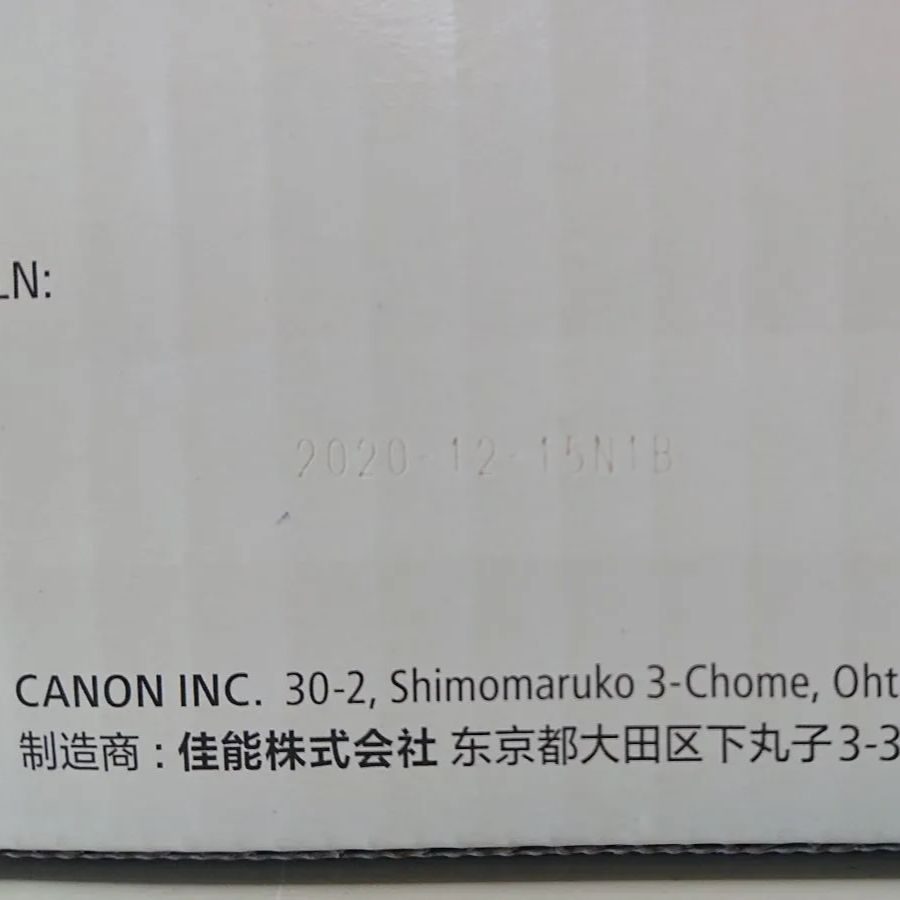 LN:
2020-12-15N1B
CANON INC. 30-2, Shimomaruko 3-Chome, Oht
制造商：佳能株式会社 东京都大田区下丸子3-3